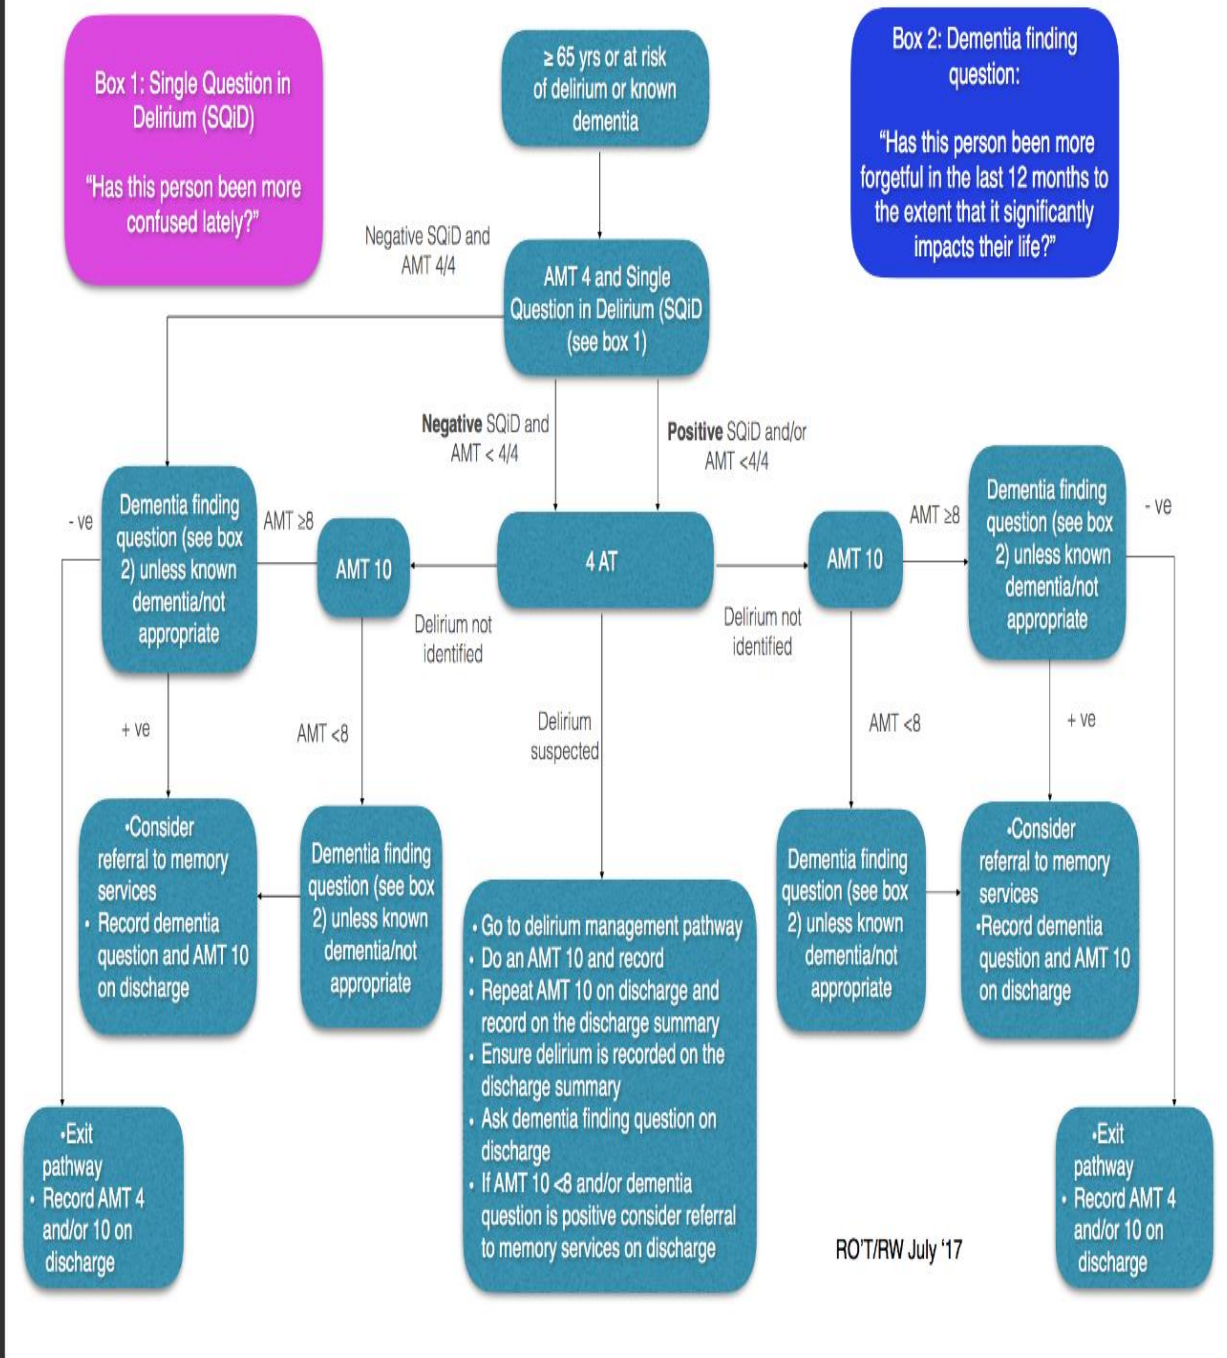 Box 1: Single Question in
Delirium (SQiD)
“Has this person been more
confused lately?”
≥ 65 yrs or at risk
of delirium or known
dementia
Box 2: Dementia finding
question:
“Has this person been more
forgetful in the last 12 months to
the extent that it significantly
impacts their life?”
Negative SQiD and
AMT 4/4
AMT 4 and Single
Question in Delirium (SQiD
(see box 1)
Negative SQiD and
AMT < 4/4
Positive SQiD and/or
AMT <4/4
- ve
Dementia finding
question (see box
2) unless known
dementia/not
appropriate
AMT ≥8
AMT 10
4 AT
AMT 10
AMT ≥8
Dementia finding
question (see box
2) unless known
dementia/not
appropriate
- ve
Delirium not
identified
Delirium not
identified
+ ve
AMT <8
Delirium
suspected
AMT <8
+ ve
•Consider
referral to memory
services
• Record dementia
question and AMT 10
on discharge
Dementia finding
question (see box
2) unless known
dementia/not
appropriate
• Go to delirium management pathway
• Do an AMT 10 and record
• Repeat AMT 10 on discharge and
record on the discharge summary
• Ensure delirium is recorded on the
discharge summary
• Ask dementia finding question on
discharge
• If AMT 10 <8 and/or dementia
question is positive consider referral
to memory services on discharge
Dementia finding
question (see box
2) unless known
dementia/not
appropriate
•Consider
referral to memory
services
•Record dementia
question and AMT 10
on discharge
•Exit
pathway
• Record AMT 4
and/or 10 on
discharge
RO’T/RW July ‘17
•Exit
pathway
• Record AMT 4
and/or 10 on
discharge